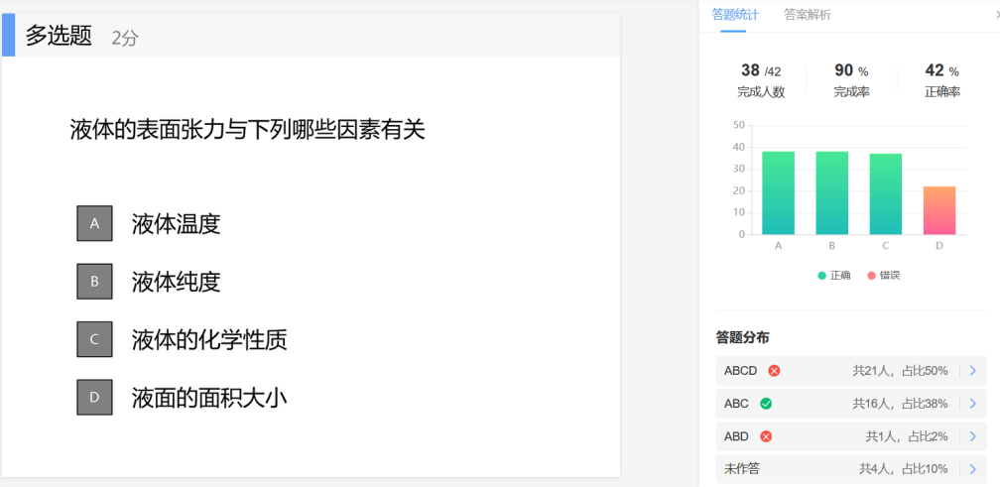 多选题 2分
液体的表面张力与下列哪些因素有关
A 液体温度
B 液体纯度
C 液体的化学性质
D 液面的面积大小
答题统计 答案解析
38 /42 90 % 42 %
完成人数 完成率 正确率
50
40
30
20
10
0
A B C D
正确 错误
答题分布
ABCD 共21人，占比50%
ABC 共16人，占比38%
ABD 共1人，占比2%
未作答 共4人，占比10%